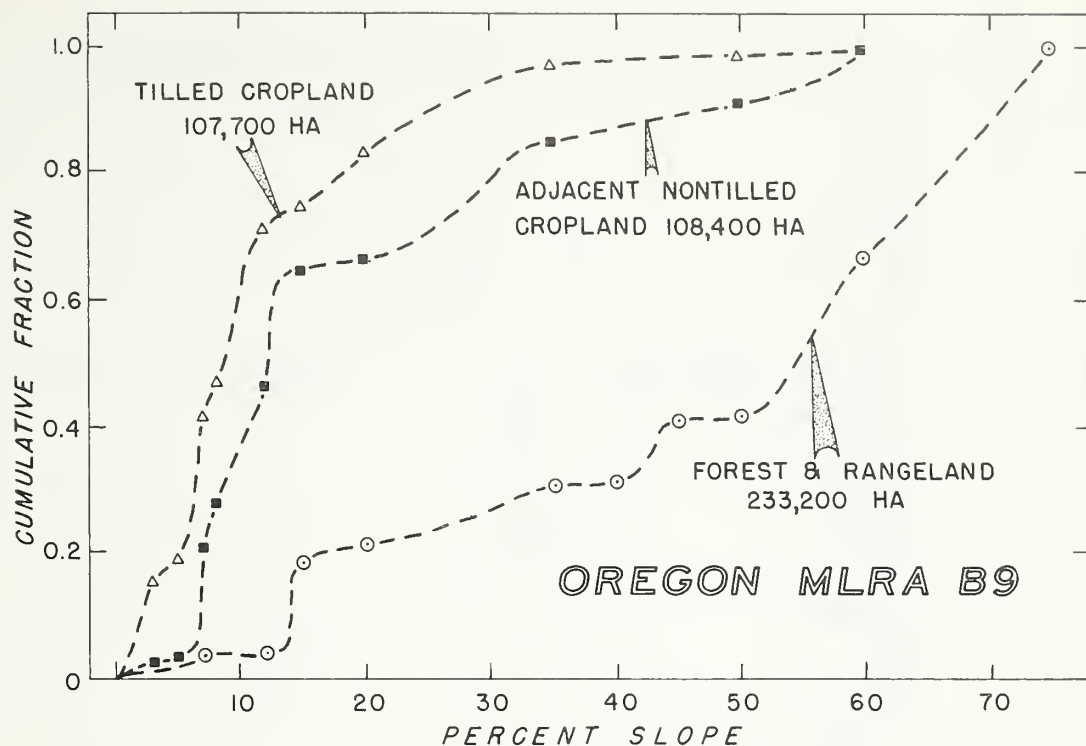 1.0
0.8
0.6
0.4
0.2
0
CUMULATIVE FRACTION
TILLED CROPLAND
107,700 HA
ADJACENT NONTILLED
CROPLAND 108,400 HA
FOREST & RANGELAND
233,200 HA
OREGON MLRA B9
10 20 30 40 50 60 70
PERCENT SLOPE